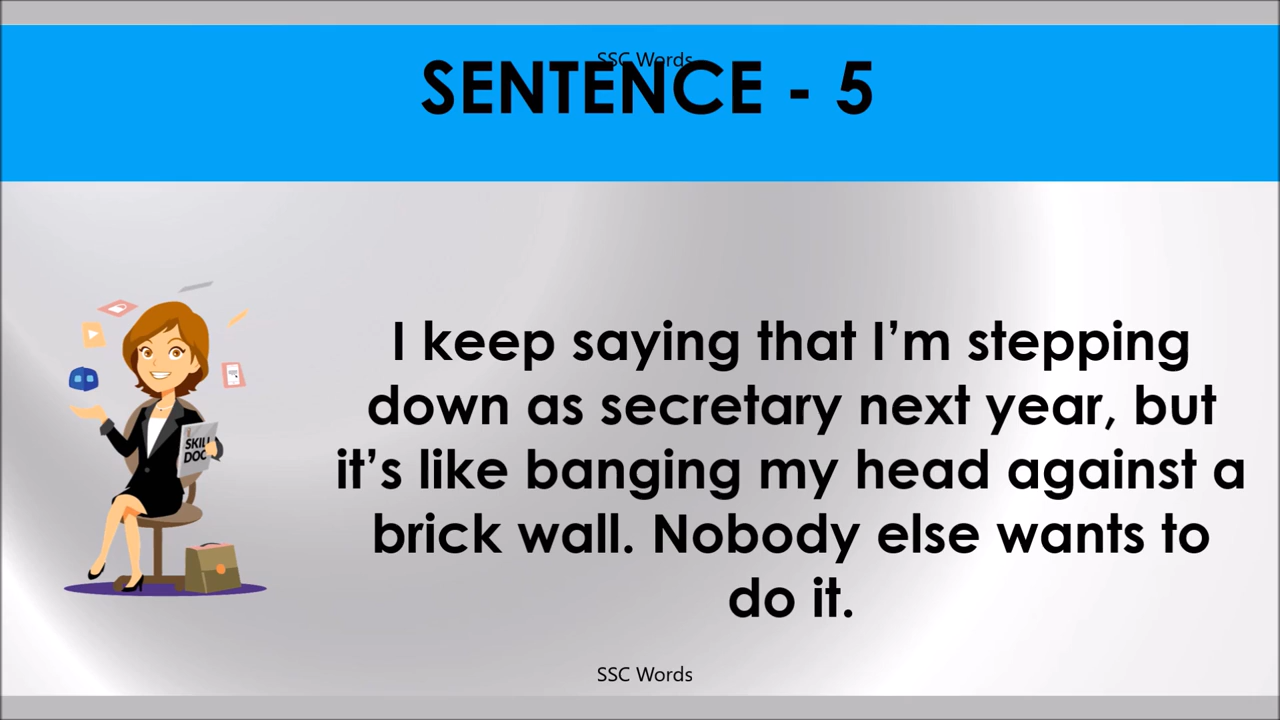 SSC Words
SENTENCE - 5
SKILL
DOC
I keep saying that I’m stepping
down as secretary next year, but
it’s like banging my head against a
brick wall. Nobody else wants to
do it.
SSC Words